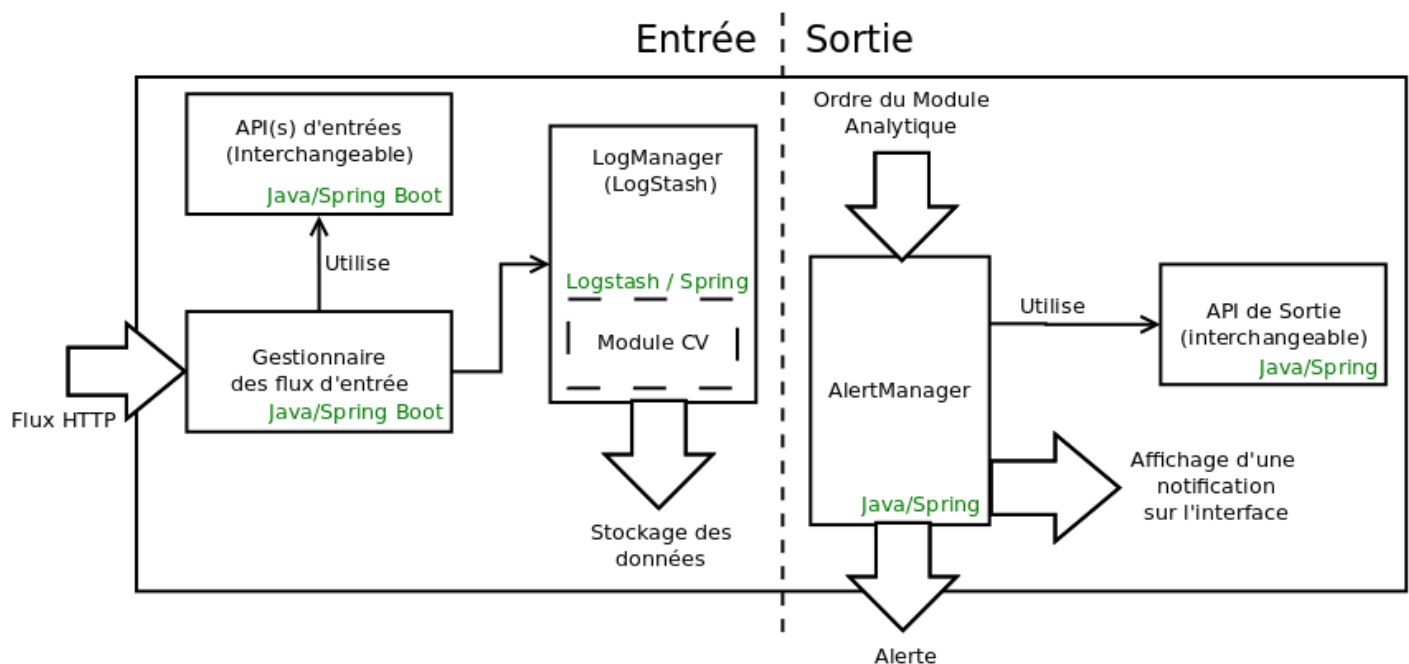 Entrée
Sortie
API(s) d'entrées
(Interchangeable)
Java/Spring Boot
Utilise
Gestionnaire
des flux d'entrée
Java/Spring Boot
Flux HTTP
LogManager
(LogStash)
Logstash / Spring
Module CV
Stockage des
données
Ordre du Module
Analytique
AlertManager
Java/Spring
Utilise
API de Sortie
(interchangeable)
Java/Spring
Affichage d'une
notification
sur l'interface
Alerte